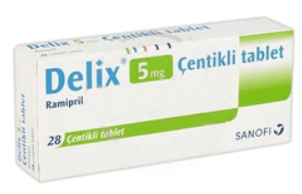 Delix® 5 mg Çentikli tablet
Ramipril
28 Çentikli tablet
SANOFI